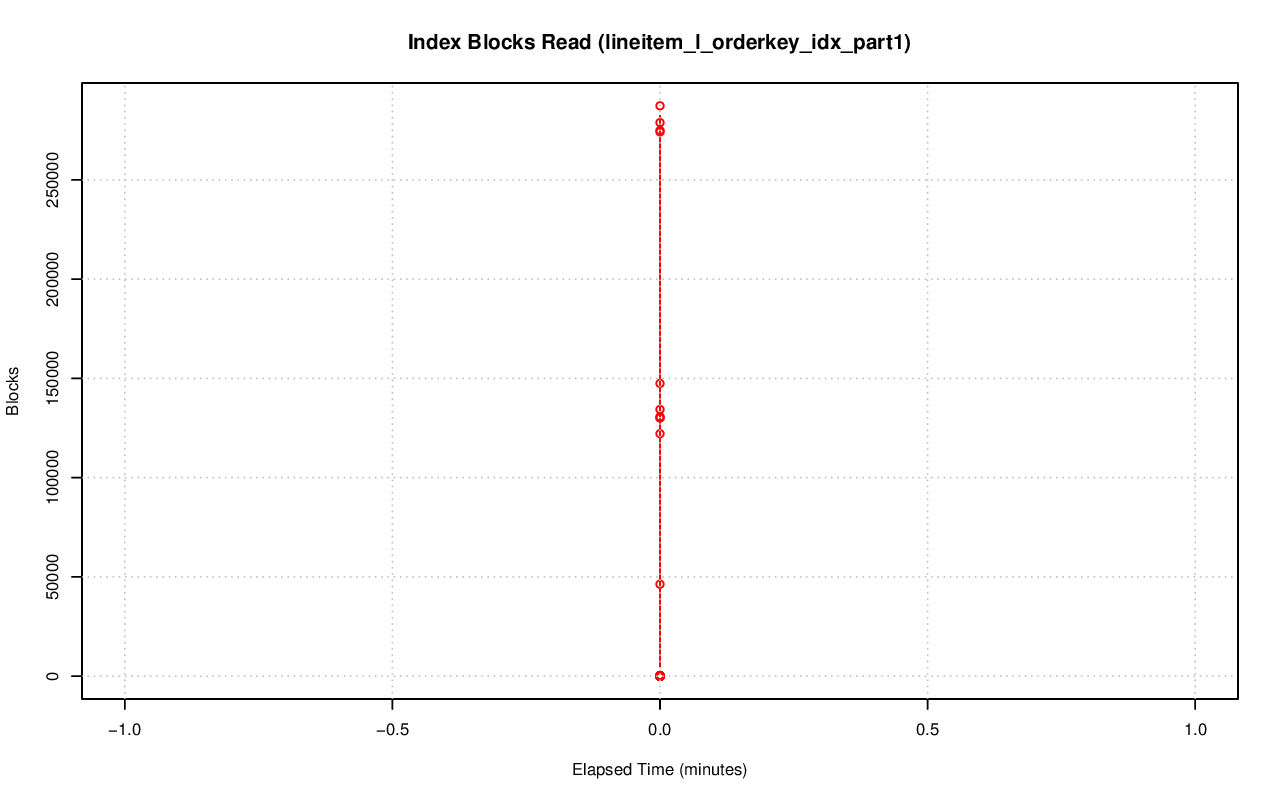 Index Blocks Read (lineitem_l_orderkey_idx_part1)
Blocks
250000
200000
150000
100000
50000
0
−1.0 −0.5 0.0 0.5 1.0
Elapsed Time (minutes)